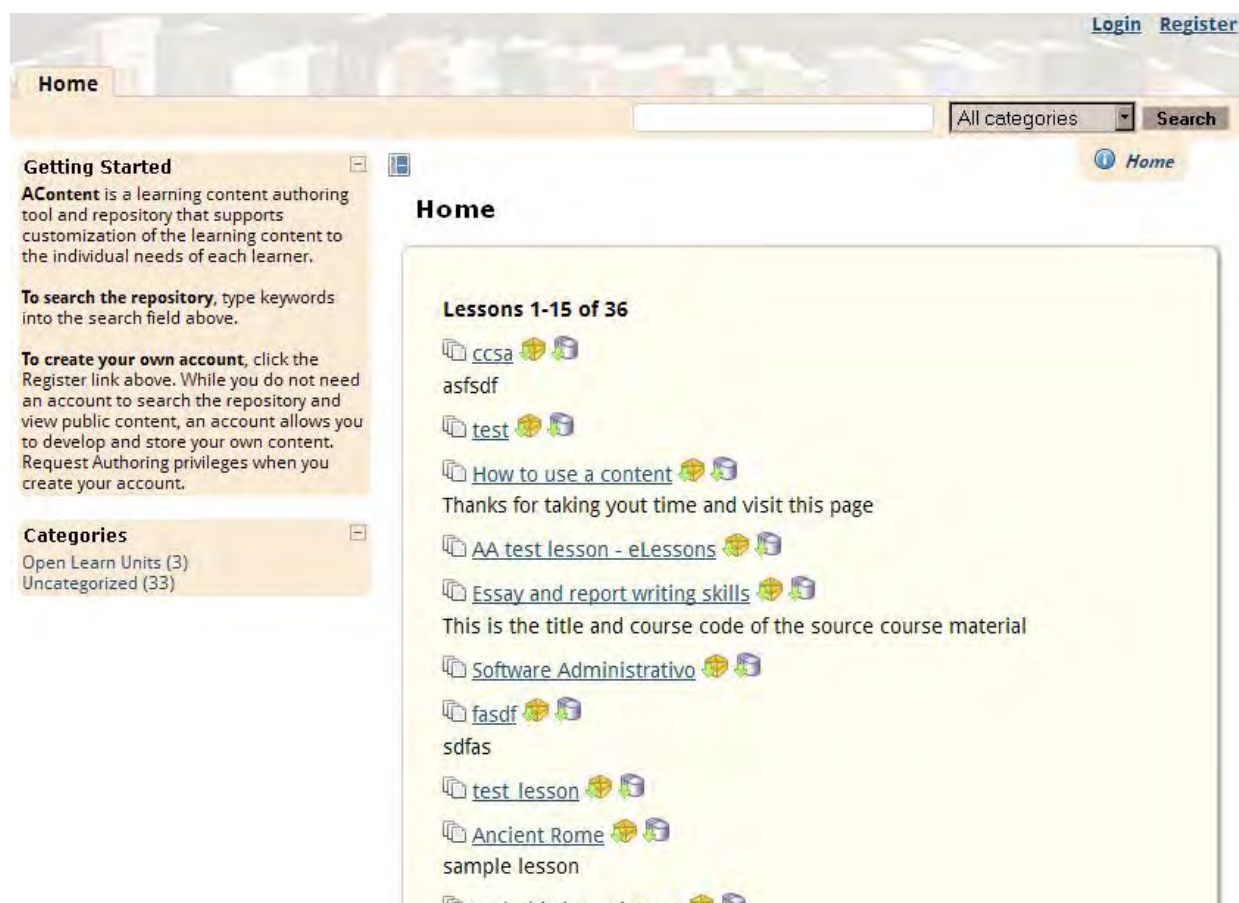 Login Register
Home
All categories
Search
Getting Started
AContent is a learning content authoring
tool and repository that supports
customization of the learning content to
the individual needs of each learner.
To search the repository, type keywords
into the search field above.
To create your own account, click the
Register link above. While you do not need
an account to search the repository and
view public content, an account allows you
to develop and store your own content.
Request Authoring privileges when you
create your account.
Categories
Open Learn Units (3)
Uncategorized (33)
Home
Home
Lessons 1-15 of 36
ccsa
asfsdf
test
How to use a content
Thanks for taking yout time and visit this page
AA test lesson - eLessons
Essay and report writing skills
This is the title and course code of the source course material
Software Administrativo
fasdf
sdfas
test lesson
Ancient Rome
sample lesson